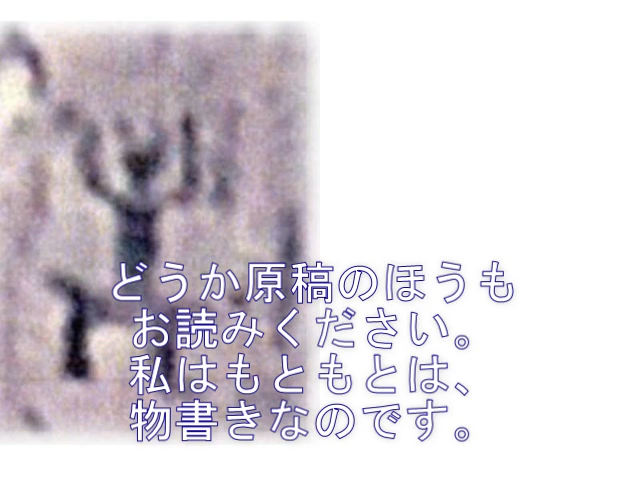 どうか原稿のほうも
お読みください。
私はもともとは、
物書きなのです。